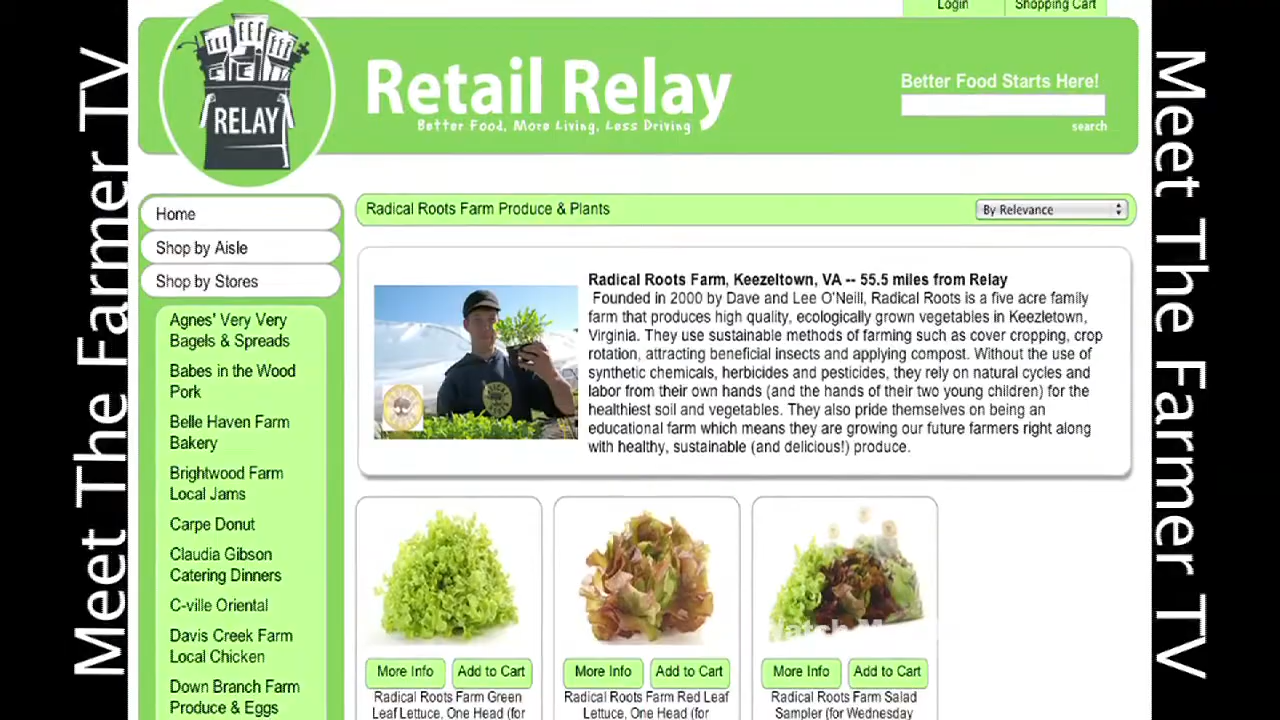 Meet The Farmer TV
Login
Shopping Cart
RELAY
Retail Relay
Better Food, More Living, Less Driving
Better Food Starts Here!
search
Home
Shop by Aisle
Shop by Stores
Agnes' Very Very
Bagels & Spreads
Babes in the Wood
Pork
Belle Haven Farm
Bakery
Brightwood Farm
Local Jams
Carpe Donut
Claudia Gibson
Catering Dinners
C-ville Oriental
Davis Creek Farm
Local Chicken
Down Branch Farm
Produce & Eggs
Radical Roots Farm Produce & Plants
By Relevance
Radical Roots Farm, Keezeltown, VA -- 55.5 miles from Relay
Founded in 2000 by Dave and Lee O'Neill, Radical Roots is a five acre family
farm that produces high quality, ecologically grown vegetables in Keezletown,
Virginia. They use sustainable methods of farming such as cover cropping, crop
rotation, attracting beneficial insects and applying compost. Without the use of
synthetic chemicals, herbicides and pesticides, they rely on natural cycles and
labor from their own hands (and the hands of their two young children) for the
healthiest soil and vegetables. They also pride themselves on being an
educational farm which means they are growing our future farmers right along
with healthy, sustainable (and delicious!) produce.
More Info
Add to Cart
Radical Roots Farm Green
Leaf Lettuce, One Head (for
More Info
Add to Cart
Radical Roots Farm Red Leaf
Lettuce, One Head (for
More Info
Add to Cart
Radical Roots Farm Salad
Sampler (for Wednesday
Meet The Farmer TV